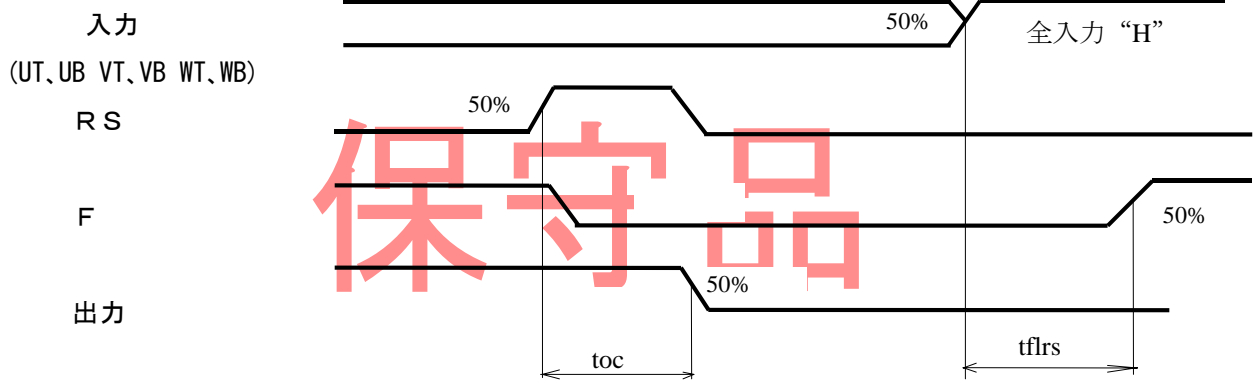 入力
50%
全入力 “H”
(UT、UB VT、VB WT、WB)
50%
RS
保守品
F
50%
50%
出力
toc
tflrs